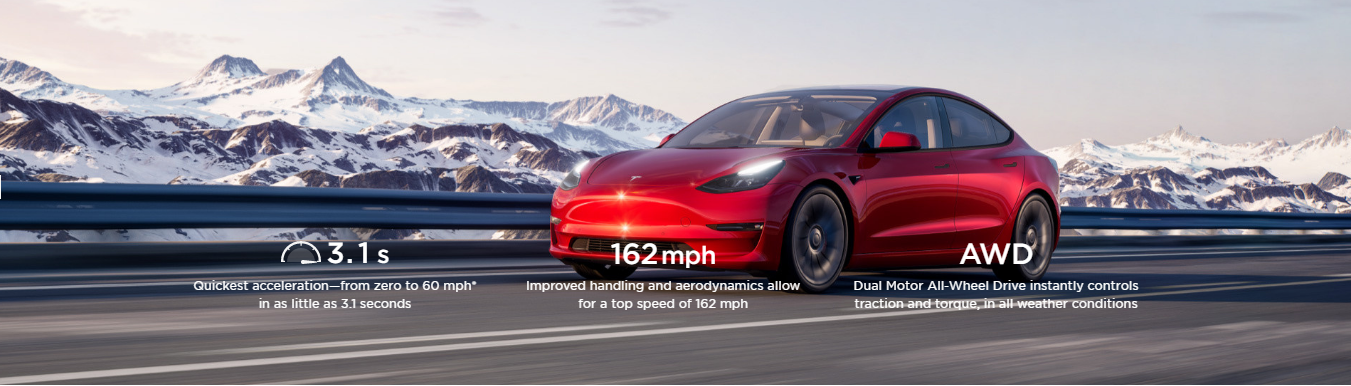 3.1 s
Quickest acceleration—from zero to 60 mph*
in as little as 3.1 seconds
162 mph
Improved handling and aerodynamics allow
for a top speed of 162 mph
AWD
Dual Motor All-Wheel Drive instantly controls
traction and torque, in all weather conditions